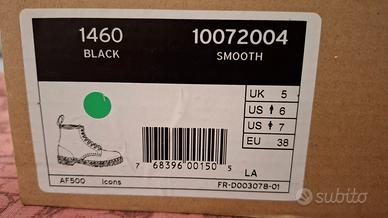 1460
BLACK
10072004
SMOOTH
UK 5
US 6
US 7
EU 38
7 68396 00150 5
LA
AF500 icons
FR-D003078-01
subito